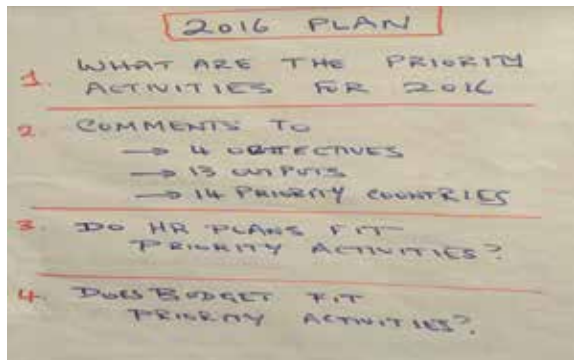 2016 PLAN
1. WHAT ARE THE PRIORITY
ACTIVITIES FOR 2016
2. COMMENTS TO
→ 4 OBJECTIVES
→ 13 OUTPUTS
→ 14 PRIORITY COUNTRIES
3. DO HR PLANS FIT
PRIORITY ACTIVITIES?
4. DOES BUDGET FIT
PRIORITY ACTIVITIES?